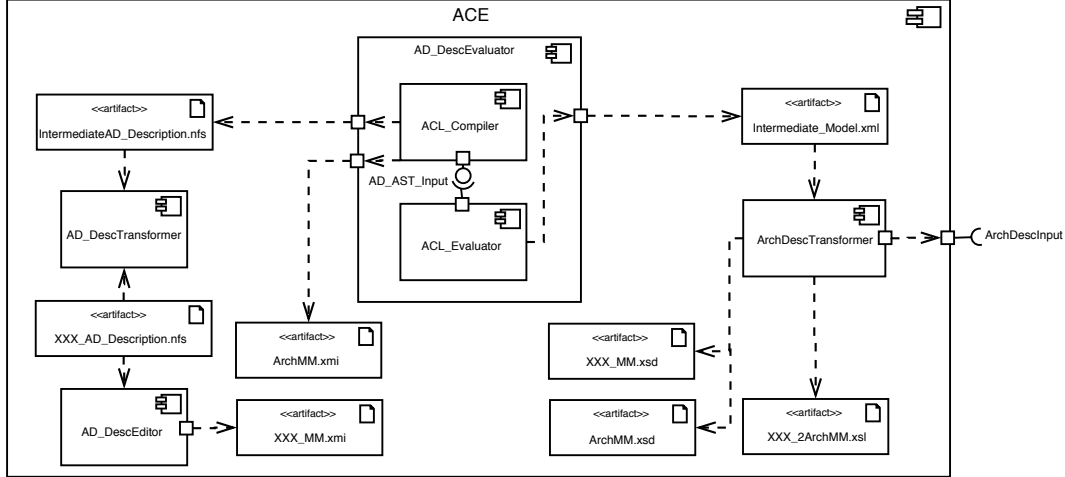 ACE
AD_DescEvaluator
<<artifact>>
IntermediateAD_Description.nfs
ACL_Compiler
<<artifact>>
Intermediate_Model.xml
AD_AST_Input
AD_DescTransformer
ACL_Evaluator
ArchDescTransformer
ArchDescInput
<<artifact>>
XXX_AD_Description.nfs
<<artifact>>
ArchMM.xmi
<<artifact>>
XXX_MM.xsd
AD_DescEditor
<<artifact>>
XXX_MM.xmi
<<artifact>>
ArchMM.xsd
<<artifact>>
XXX_2ArchMM.xsl